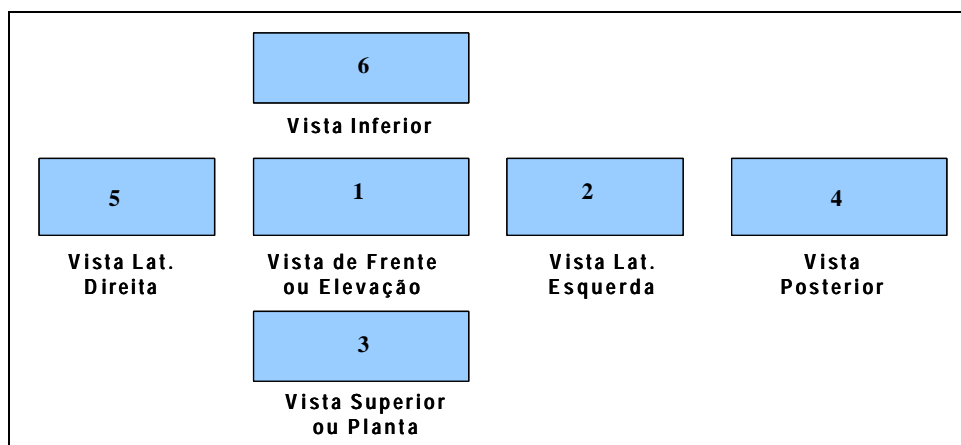 6
Vista Inferior
5
1
2
4
Vista Lat.
Direita
Vista de Frente
ou Elevação
Vista Lat.
Esquerda
Vista
Posterior
3
Vista Superior
ou Planta